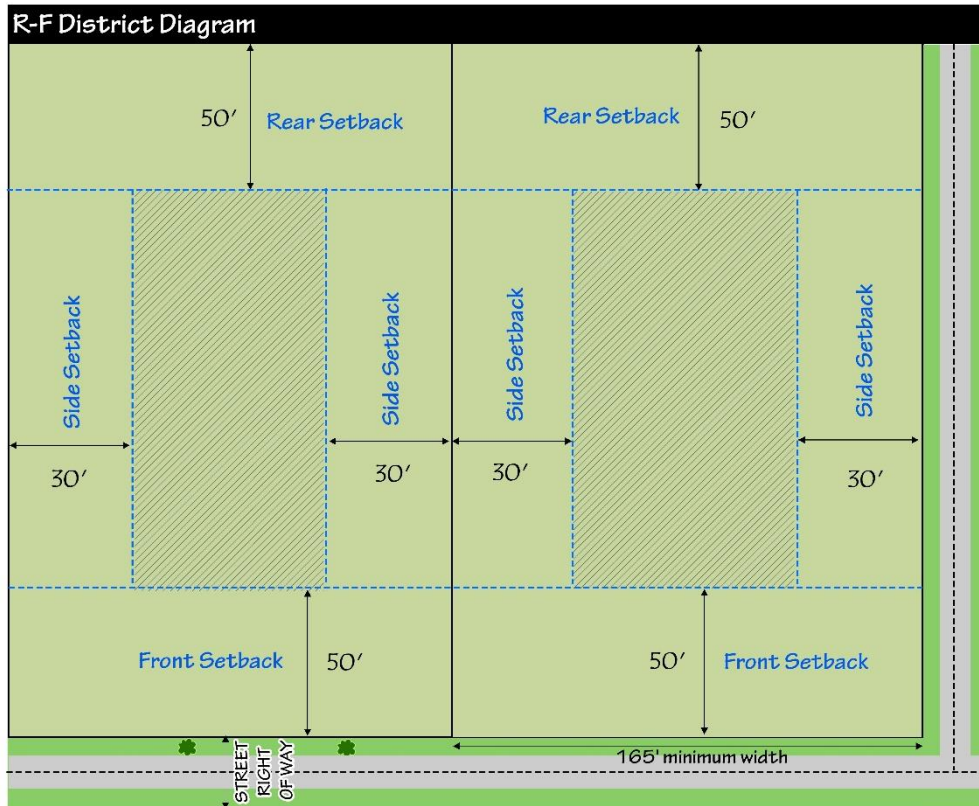 R-F District Diagram
50' Rear Setback
Rear Setback 50'
Side Setback
Side Setback
Side Setback
Side Setback
30'
30'
30'
30'
Front Setback 50'
50' Front Setback
STREET
RIGHT
OF WAY
165' minimum width